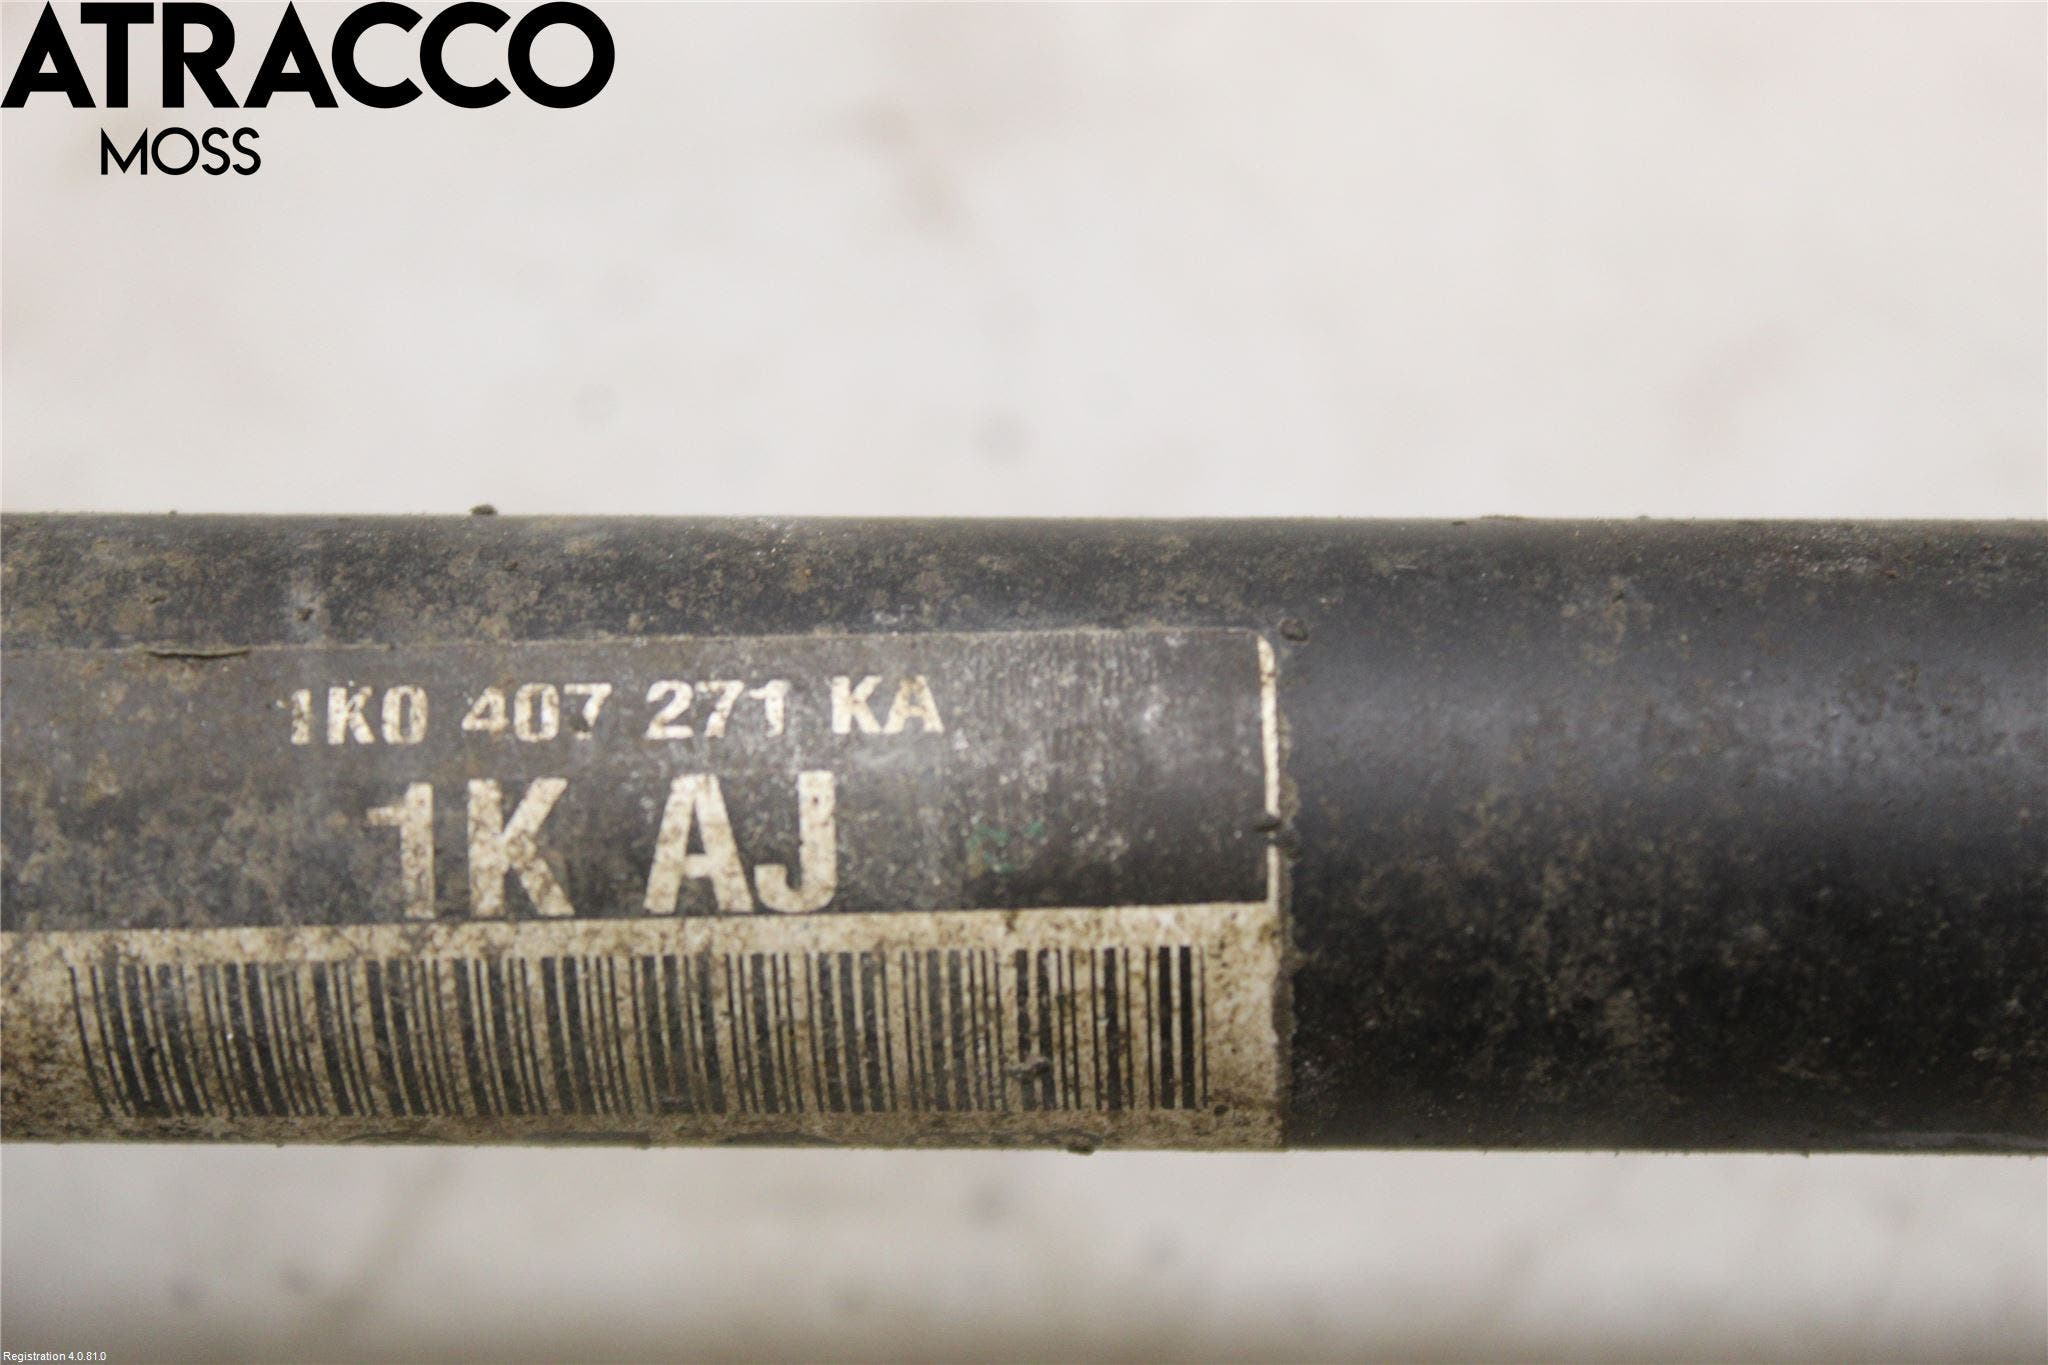 ATRACCO
MOSS
1K0 407 271 KA
1K AJ
Registration 4.0.81.0